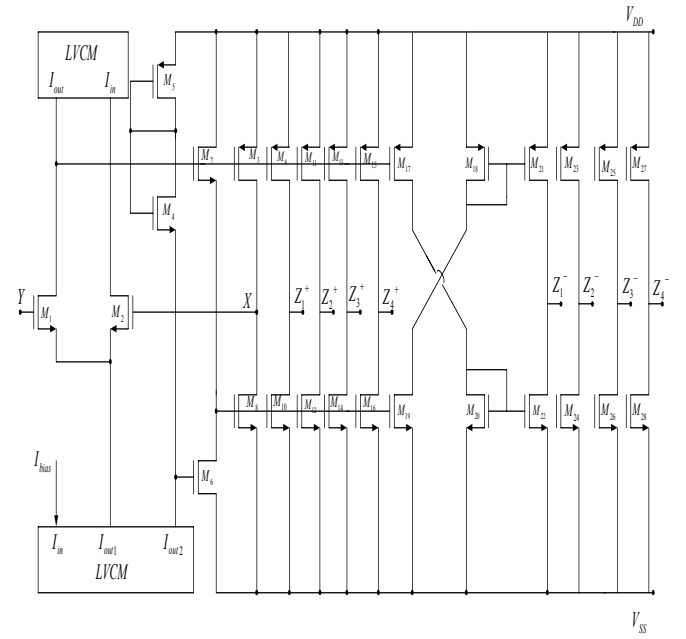 V_DD
LVCM
I_out I_in
M_5
M_7 M_3 M_9 M_11 M_13 M_15 M_17 M_18 M_21 M_23 M_25 M_27
M_4
Y M_1 M_2 X Z_1^+ Z_2^+ Z_3^+ Z_4^+ Z_1^- Z_2^- Z_3^- Z_4^-
M_8 M_10 M_12 M_14 M_16 M_19 M_20 M_22 M_24 M_26 M_28
I_bias
M_6
I_in I_out1 I_out2
LVCM
V_SS